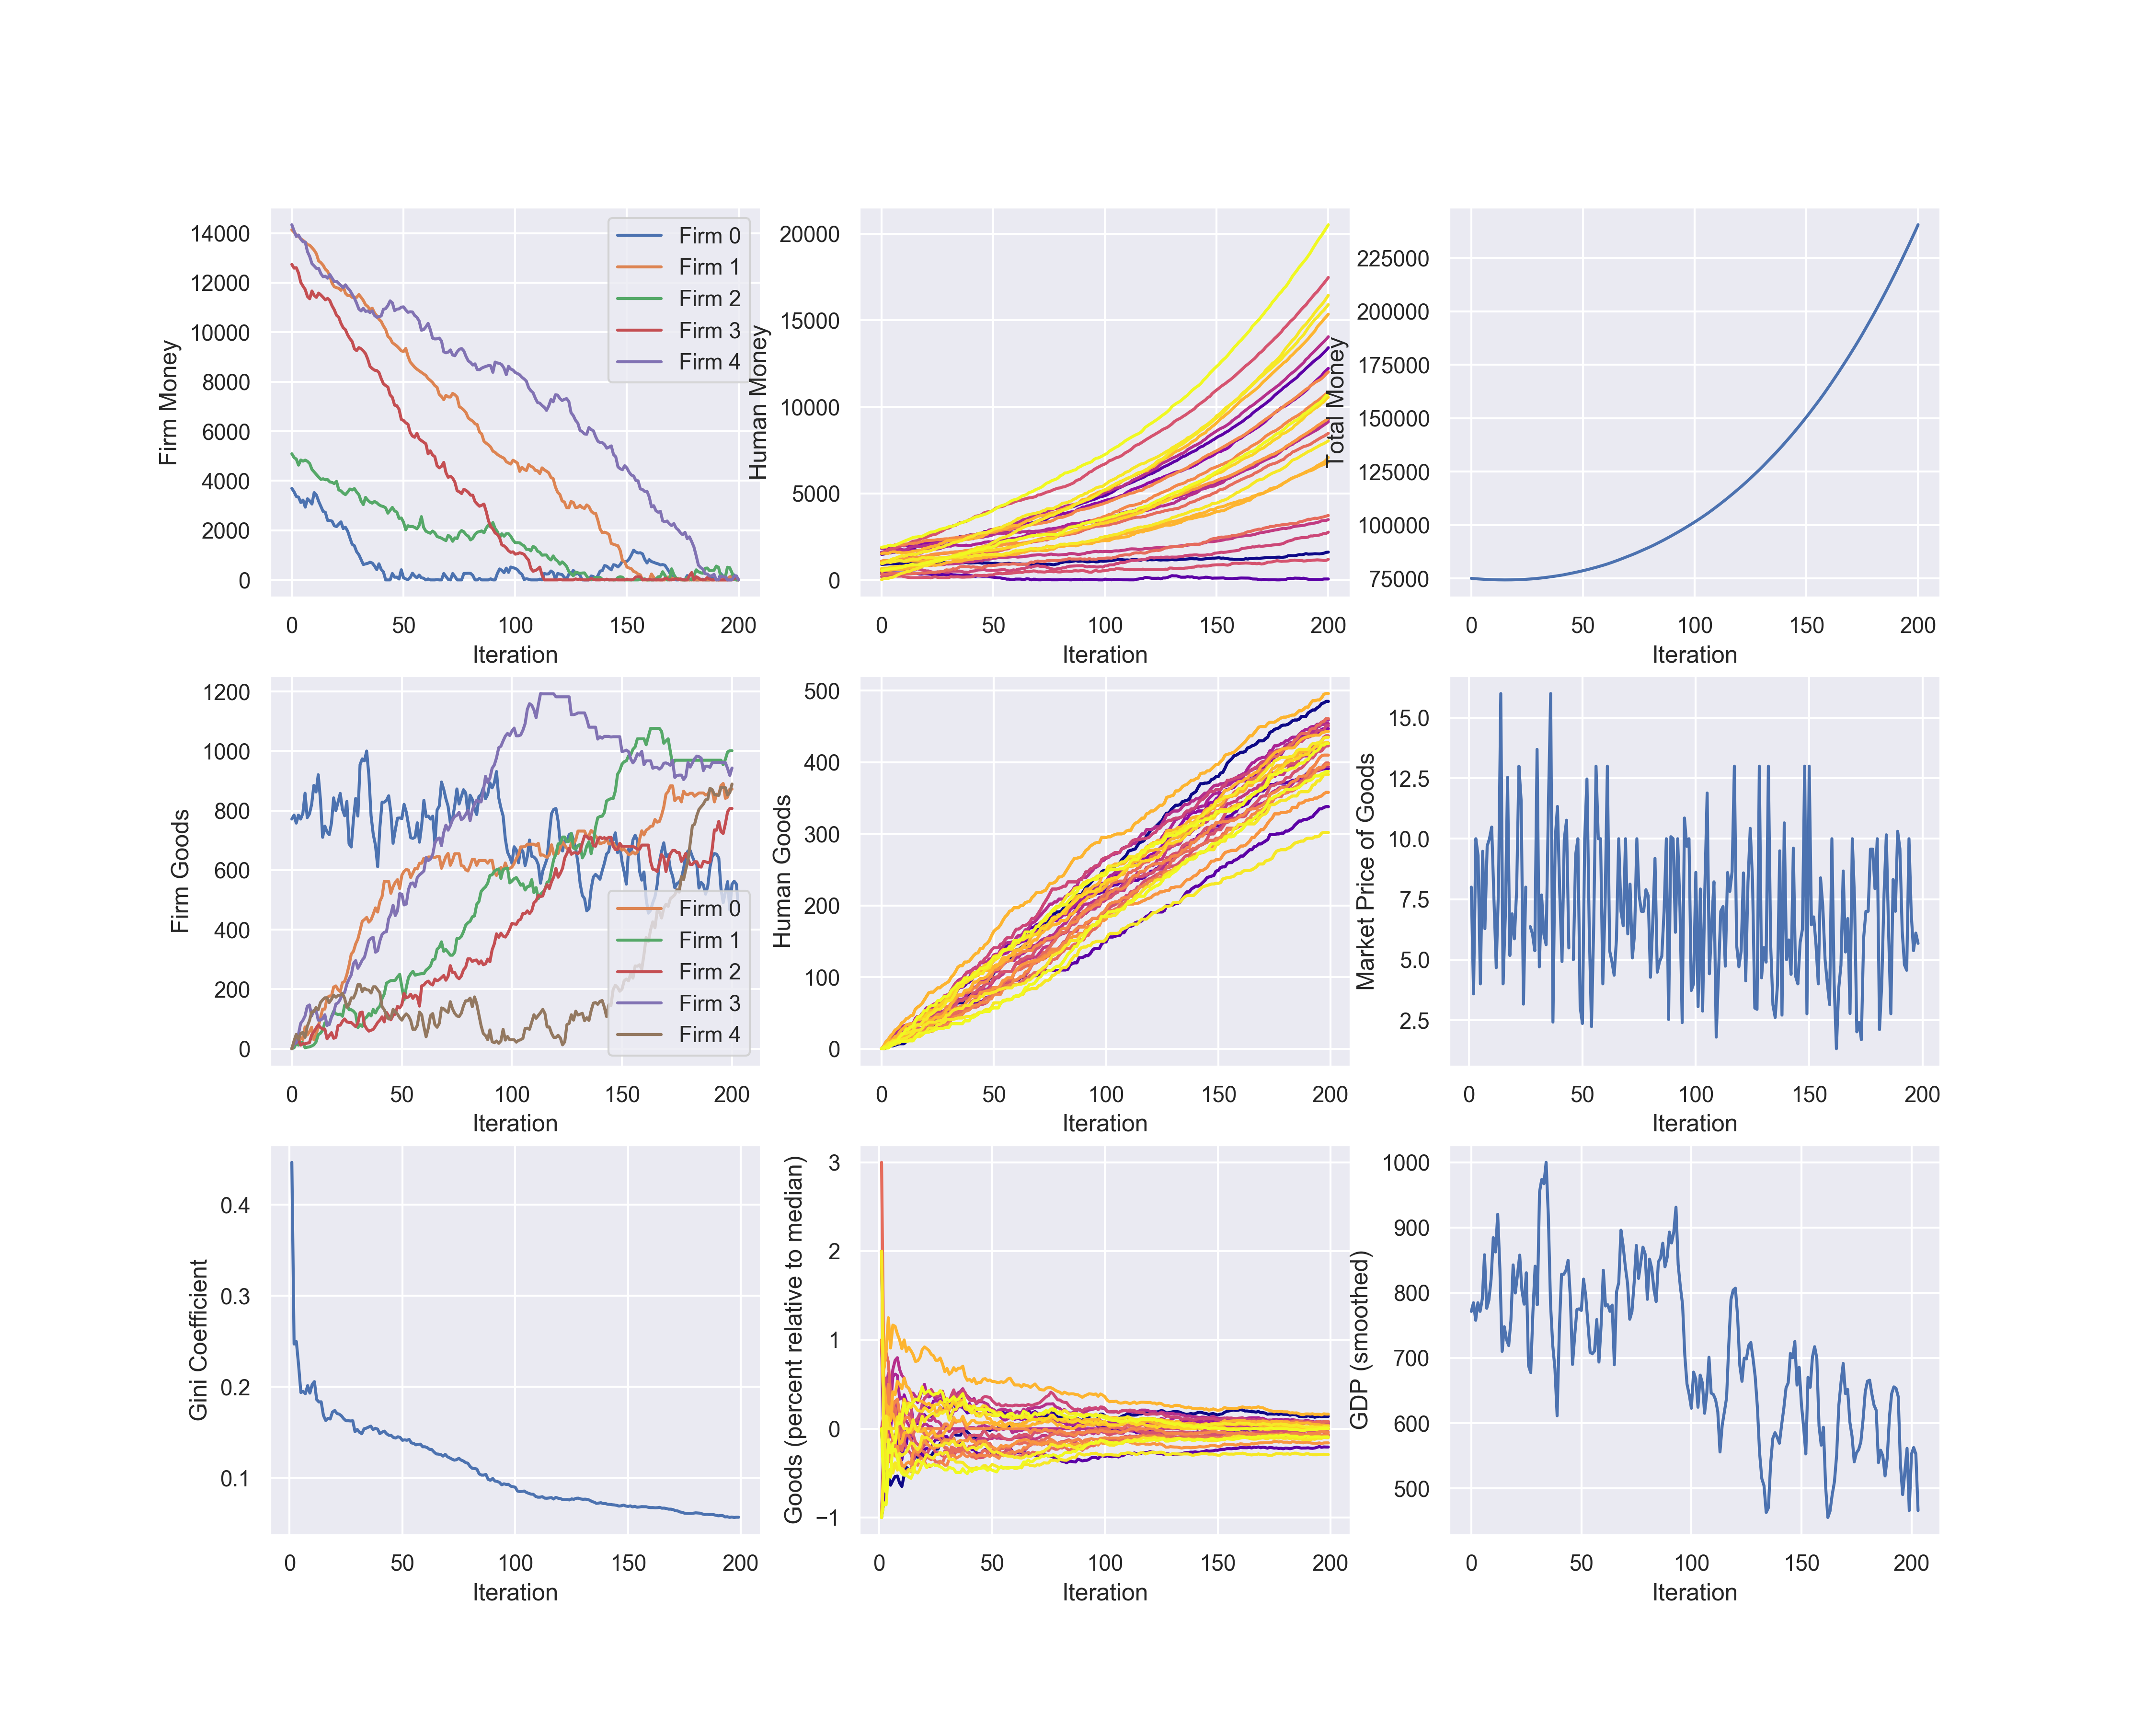 Firm Money
14000
12000
10000
8000
6000
4000
2000
0
Firm 0
Firm 1
Firm 2
Firm 3
Firm 4
0 50 100 150 200
Iteration
Human Money
20000
15000
10000
5000
0
0 50 100 150 200
Iteration
Total Money
225000
200000
175000
150000
125000
100000
75000
0 50 100 150 200
Iteration
Firm Goods
1200
1000
800
600
400
200
0
Firm 0
Firm 1
Firm 2
Firm 3
Firm 4
0 50 100 150 200
Iteration
Human Goods
500
400
300
200
100
0
0 50 100 150 200
Iteration
Market Price of Goods
15.0
12.5
10.0
7.5
5.0
2.5
0 50 100 150 200
Iteration
Gini Coefficient
0.4
0.3
0.2
0.1
0 50 100 150 200
Iteration
Goods (percent relative to median)
3
2
1
0
−1
0 50 100 150 200
Iteration
GDP (smoothed)
1000
900
800
700
600
500
0 50 100 150 200
Iteration